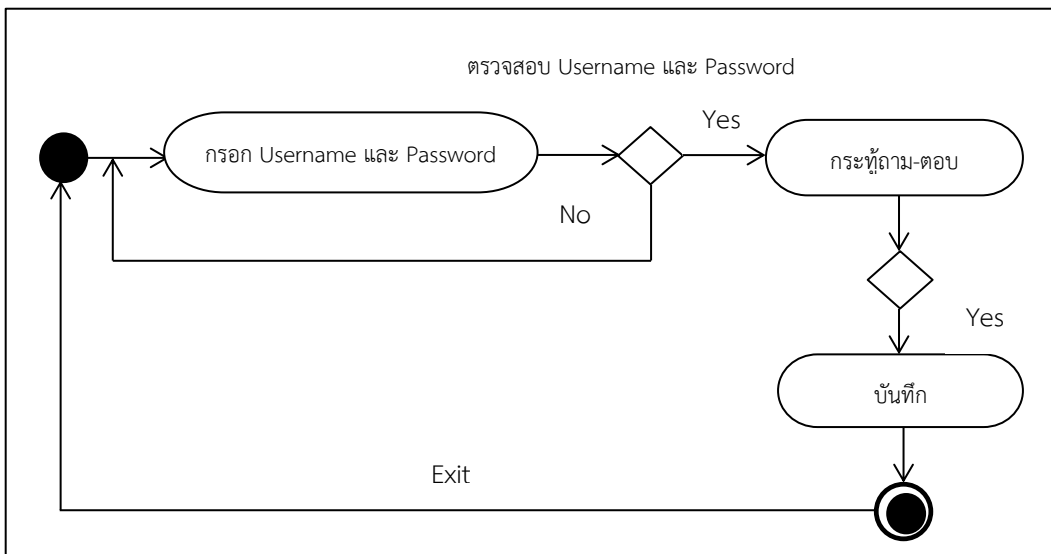 ตรวจสอบ Username และ Password
Yes
กรอก Username และ Password
กระทู้ถาม-ตอบ
No
Yes
บันทึก
Exit